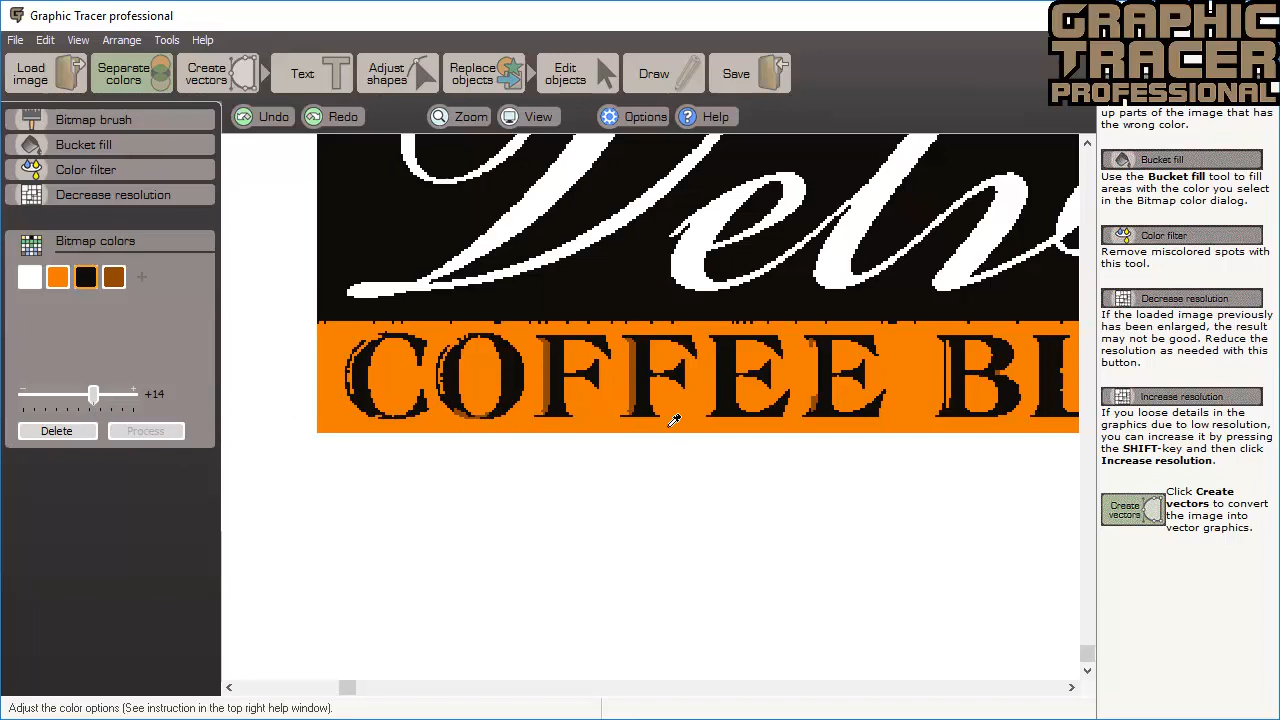 Graphic Tracer professional
GRAPHIC
TRACER
PROFESSIONAL
File Edit View Arrange Tools Help
Load image
Separate colors
Create vectors
Text
Adjust shapes
Replace objects
Edit objects
Draw
Save
Undo Redo Zoom View Options Help
Bitmap brush
Bucket fill
Color filter
Decrease resolution
Bitmap colors
+
− +
+14
Delete Process
COFFEE
up parts of the image that has
the wrong color.
Bucket fill
Use the Bucket fill tool to fill
areas with the color you select
in the Bitmap color dialog.
Color filter
Remove miscolored spots with
this tool.
Decrease resolution
If the loaded image previously
has been enlarged, the result
may not be good. Reduce the
resolution as needed with this
button.
Increase resolution
If you loose details in the
graphics due to low resolution,
you can increase it by pressing
the SHIFT-key and then click
Increase resolution.
Create vectors
Click Create
vectors to convert
the image into
vector graphics.
Adjust the color options (See instruction in the top right help window).